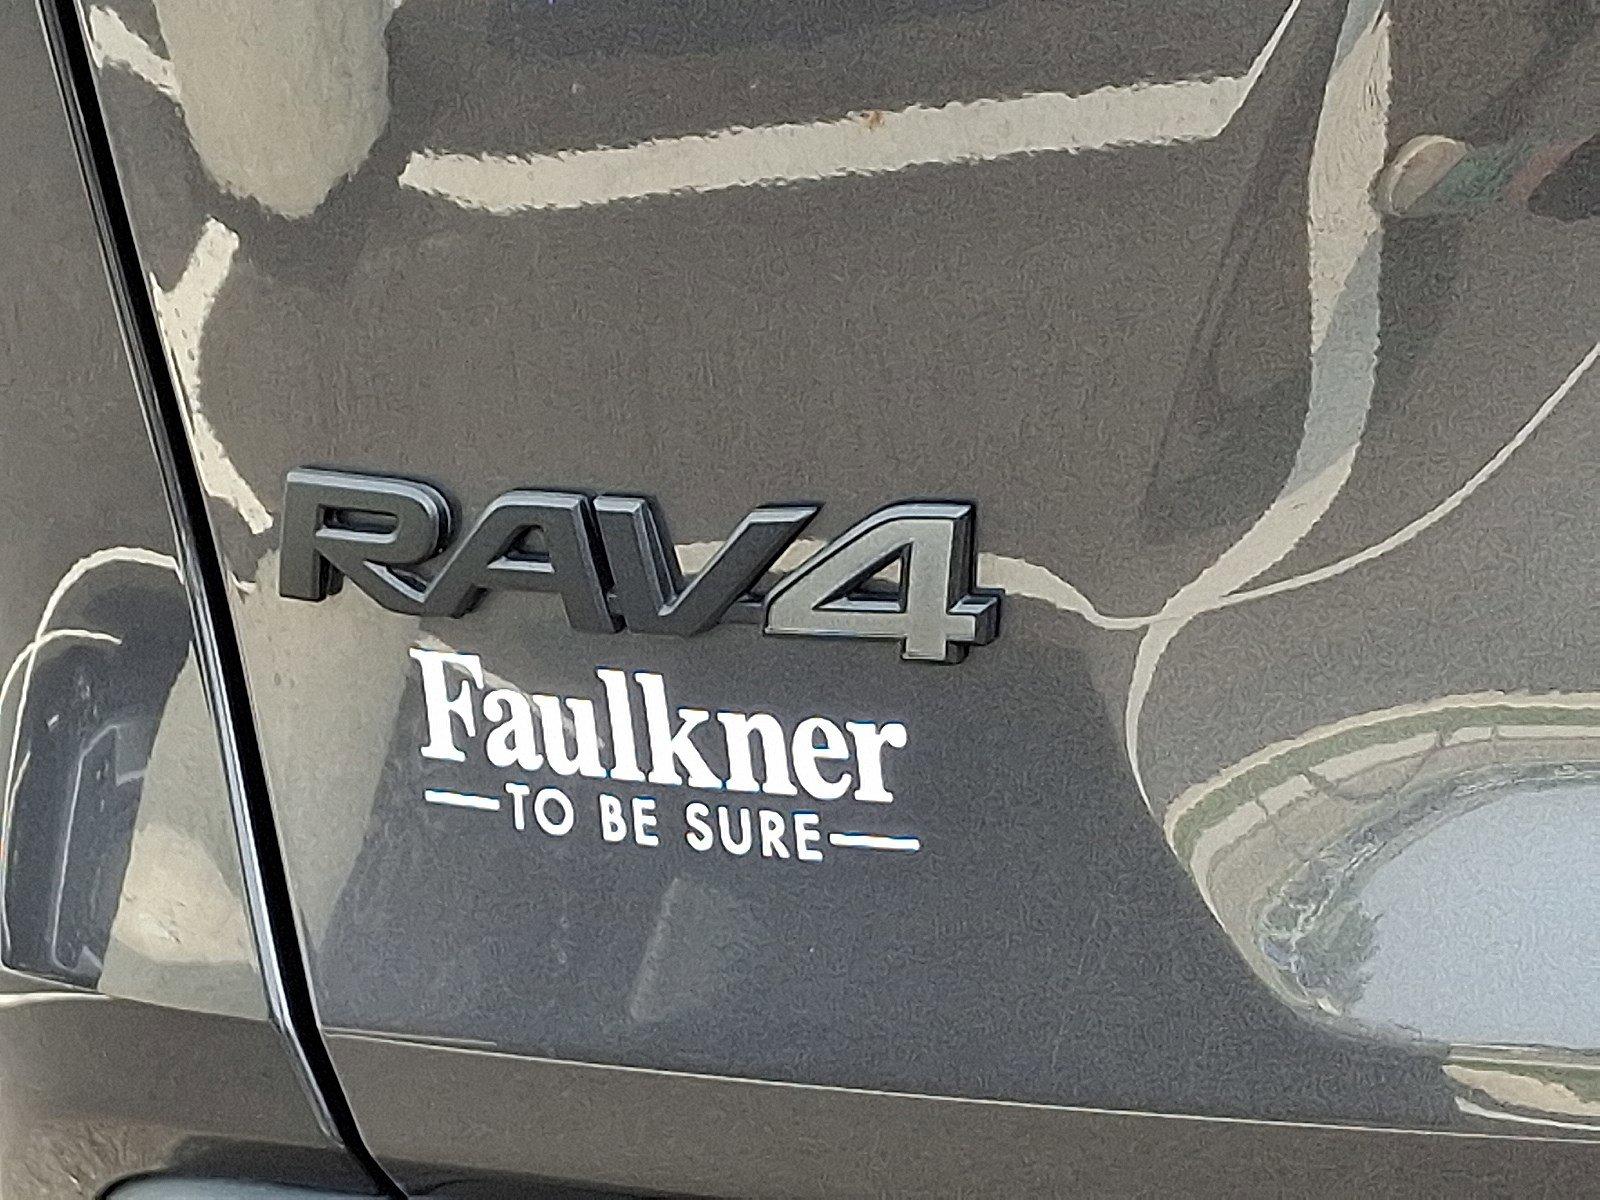 RAV4
Faulkner
TO BE SURE